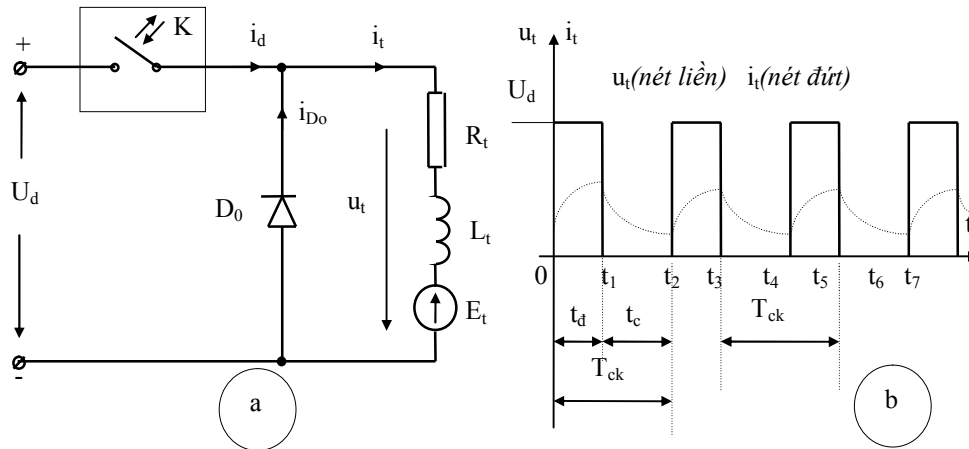 +
K
i_d
i_t
i_Do
R_t
U_d
D_0
u_t
L_t
E_t
-
a
u_t
i_t
u_t(nét liền) i_t(nét đứt)
U_d
t
0
t_1
t_2
t_3
t_4
t_5
t_6
t_7
t_đ
t_c
T_ck
T_ck
b